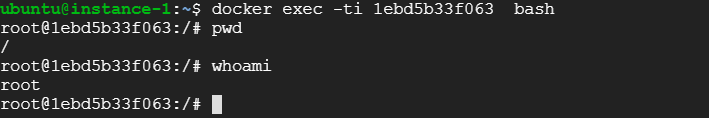 ubuntu@instance-1:~$ docker exec -ti 1ebd5b33f063  bash
root@1ebd5b33f063:/# pwd
/
root@1ebd5b33f063:/# whoami
root
root@1ebd5b33f063:/#